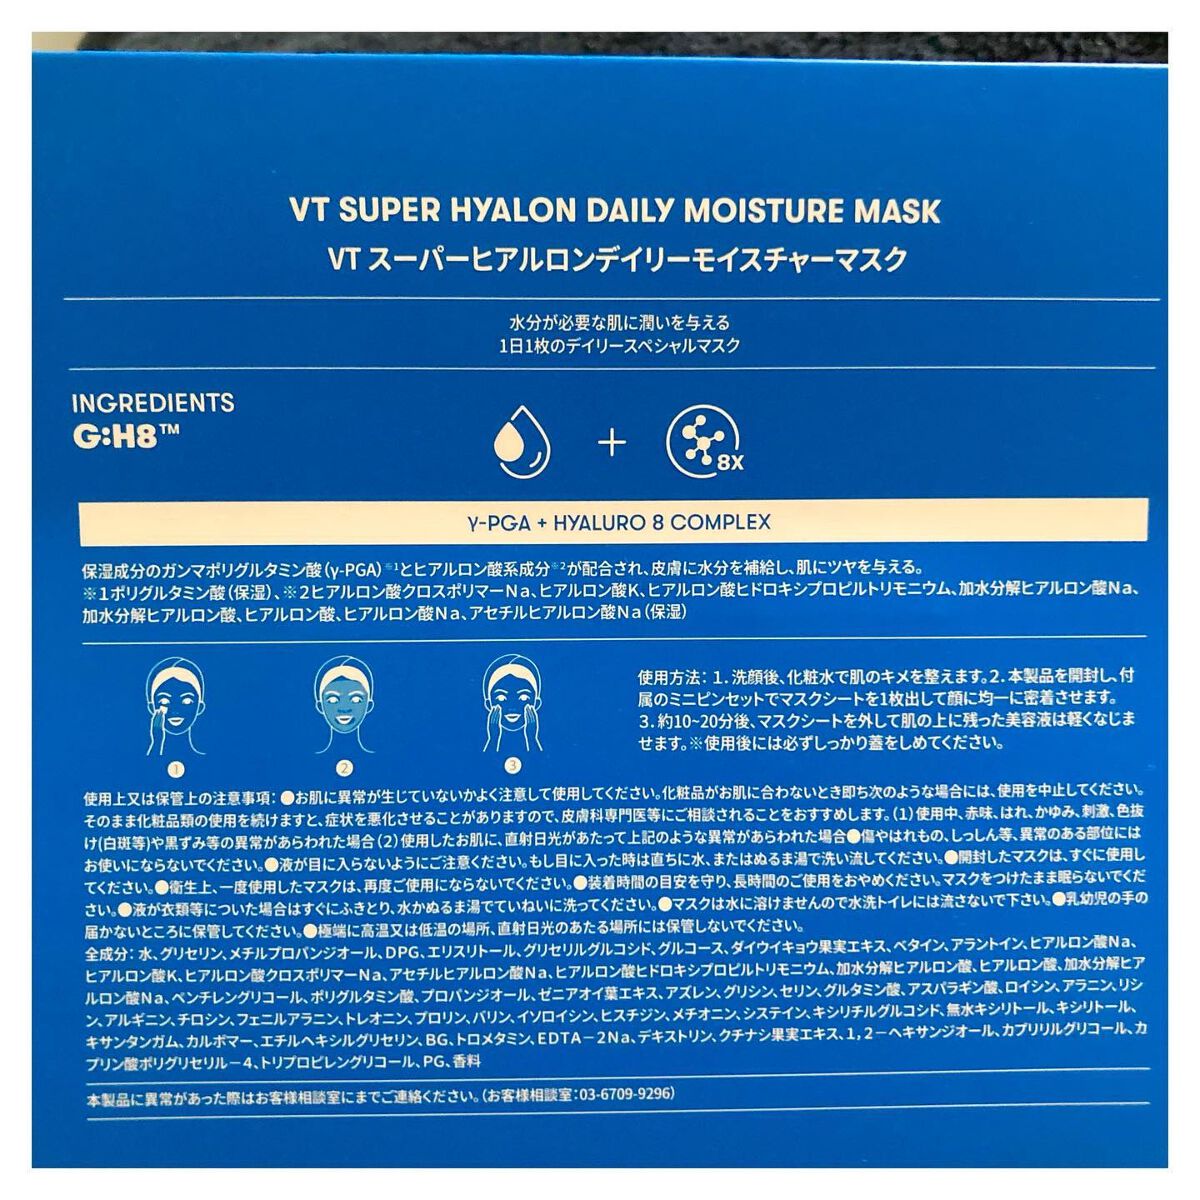 VT SUPER HYALON DAILY MOISTURE MASK
VT スーパーヒアルロンデイリーモイスチャーマスク
水分が必要な肌に潤いを与える
1日1枚のデイリースペシャルマスク
INGREDIENTS
G:H8™
+
8X
γ-PGA + HYALURO 8 COMPLEX
保湿成分のガンマポリグルタミン酸（γ-PGA）※1とヒアルロン酸系成分※2が配合され、皮膚に水分を補給し、肌にツヤを与える。
※1ポリグルタミン酸（保湿）、※2ヒアルロン酸クロスポリマーNa、ヒアルロン酸K、ヒアルロン酸ヒドロキシプロピルトリモニウム、加水分解ヒアルロン酸Na、
加水分解ヒアルロン酸、ヒアルロン酸、ヒアルロン酸Na、アセチルヒアルロン酸Na（保湿）
1
2
3
使用方法： 1. 洗顔後、化粧水で肌のキメを整えます。2. 本製品を開封し、付
属のミニピンセットでマスクシートを1枚出して顔に均一に密着させます。
3. 約10~20分後、マスクシートを外して肌の上に残った美容液は軽くなじま
せます。※使用後には必ずしっかり蓋をしめてください。
使用上又は保管上の注意事項： ●お肌に異常が生じていないかよく注意して使用してください。化粧品がお肌に合わないとき即ち次のような場合には、使用を中止してください。
そのまま化粧品類の使用を続けますと、症状を悪化させることがありますので、皮膚科専門医等にご相談されることをおすすめします。（1）使用中、赤味、はれ、かゆみ、刺激、色抜
け(白斑等)や黒ずみ等の異常があらわれた場合（2）使用したお肌に、直射日光があたって上記のような異常があらわれた場合●傷やはれもの、しっしん等、異常のある部位には
お使いにならないでください。●液が目に入らないようにご注意ください。もし目に入った時は直ちに水、またはぬるま湯で洗い流してください。●開封したマスクは、すぐに使用し
てください。●衛生上、一度使用したマスクは、再度ご使用にならないでください。●装着時間の目安を守り、長時間のご使用をおやめください。マスクをつけたまま眠らないでくだ
さい。●液が衣類等についた場合はすぐにふきとり、水かぬるま湯でていねいに洗ってください。●マスクは水に溶けませんので水洗トイレには流さないで下さい。●乳幼児の手の
届かないところに保管してください。●極端に高温又は低温の場所、直射日光のあたる場所には保管しないでください。
全成分： 水、グリセリン、メチルプロパンジオール、DPG、エリスリトール、グリセリルグルコシド、グルコース、ダイウイキョウ果実エキス、ベタイン、アラントイン、ヒアルロン酸Na、
ヒアルロン酸K、ヒアルロン酸クロスポリマーNa、アセチルヒアルロン酸Na、ヒアルロン酸ヒドロキシプロピルトリモニウム、加水分解ヒアルロン酸、ヒアルロン酸、加水分解ヒア
ルロン酸Na、ペンチレングリコール、ポリグルタミン酸、プロパンジオール、ゼニアオイ葉エキス、アズレン、グリシン、セリン、グルタミン酸、アスパラギン酸、ロイシン、アラニン、リシ
ン、アルギニン、チロシン、フェニルアラニン、トレオニン、プロリン、バリン、イソロイシン、ヒスチジン、メチオニン、システイン、キシリチルグルコシド、無水キシリトール、キシリトール、
キサンタンガム、カルボマー、エチルヘキシルグリセリン、BG、トロメタミン、EDTA－2Na、デキストリン、クチナシ果実エキス、1，2－ヘキサンジオール、カプリリルグリコール、カ
プリン酸ポリグリセリル－4、トリプロピレングリコール、PG、香料
本製品に異常があった際はお客様相談室にまでご連絡ください。（お客様相談室：03-6709-9296）